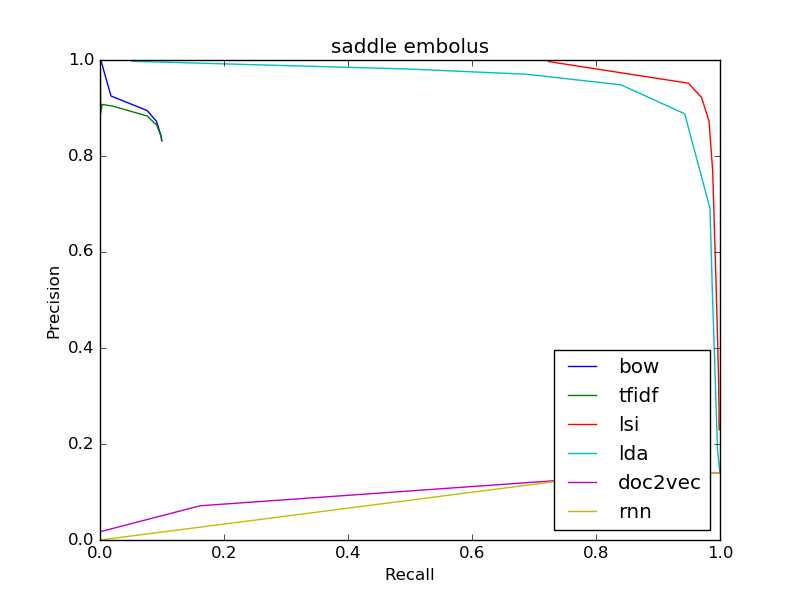 saddle embolus
1.0
0.8
0.6
0.4
0.2
0.0
Precision
0.0 0.2 0.4 0.6 0.8 1.0
Recall
bow
tfidf
lsi
lda
doc2vec
rnn